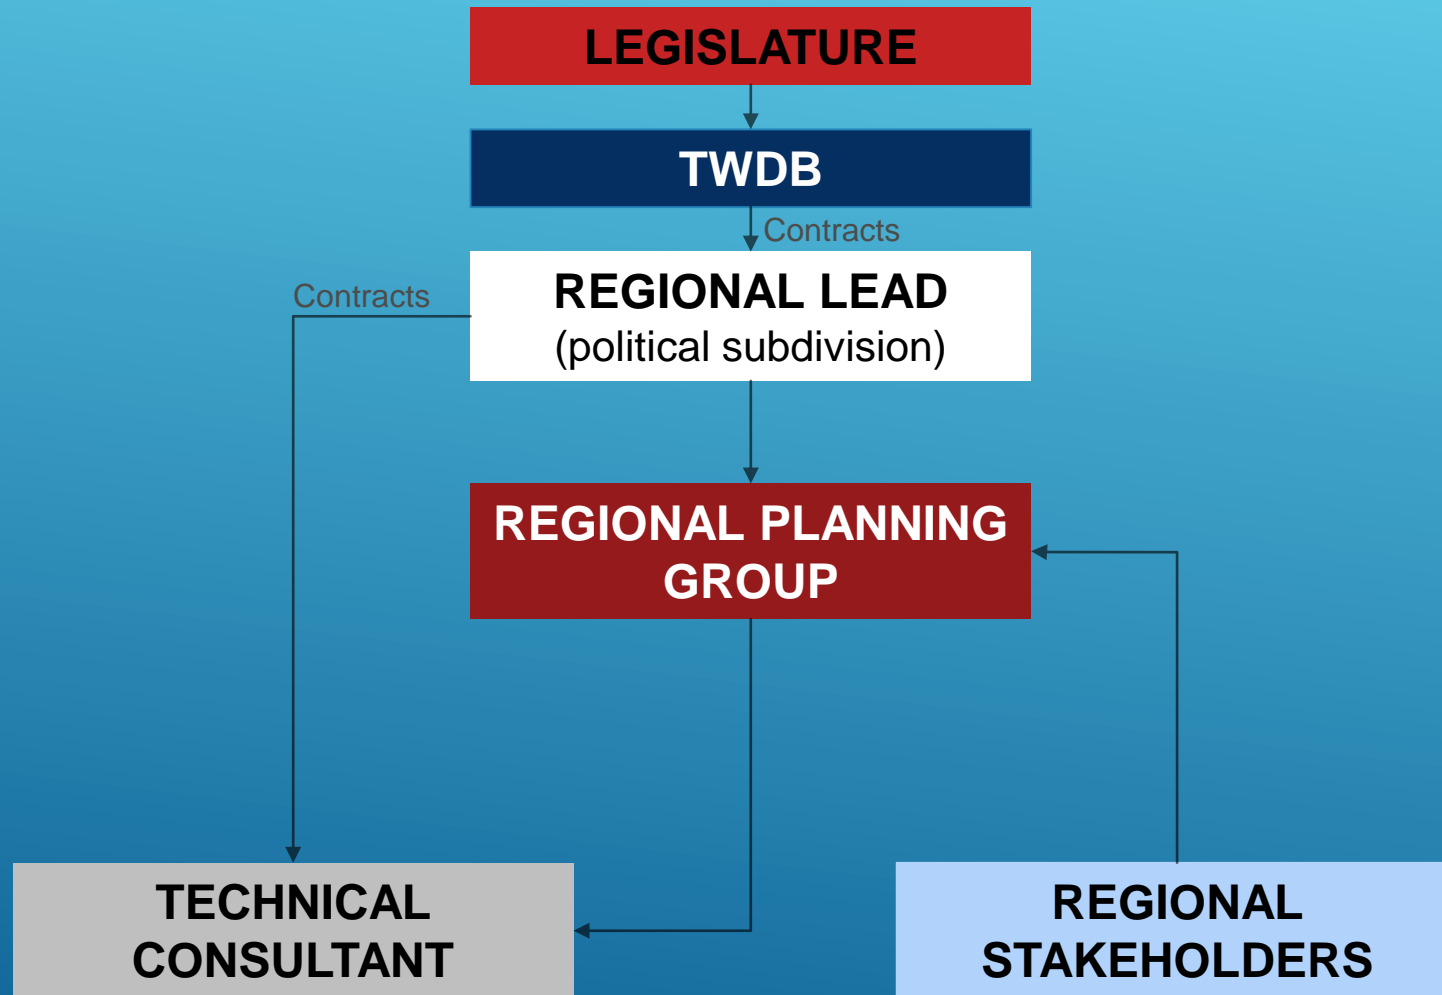 LEGISLATURE
TWDB
Contracts
REGIONAL LEAD
(political subdivision)
Contracts
REGIONAL PLANNING
GROUP
TECHNICAL
CONSULTANT
REGIONAL
STAKEHOLDERS